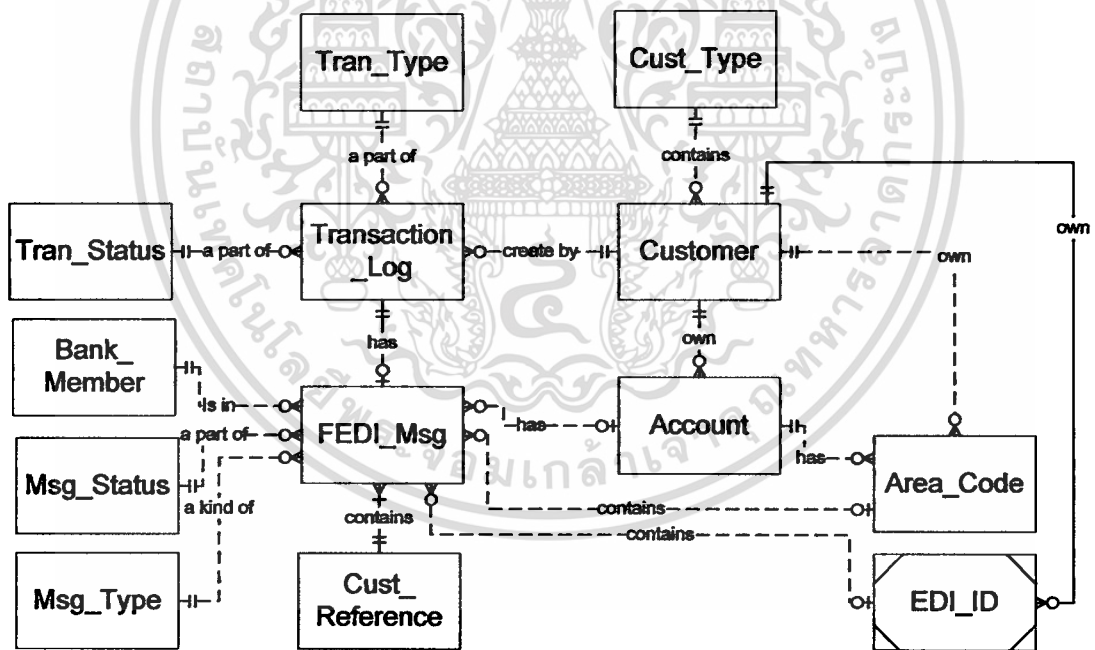 Tran_Type
Cust_Type
a part of
contains
own
Tran_Status
a part of
Transaction
_Log
create by
Customer
own
has
own
Bank_
Member
Is in
FEDI_Msg
has
Account
has
Area_Code
a part of
Msg_Status
a kind of
contains
contains
contains
Msg_Type
Cust_
Reference
EDI_ID